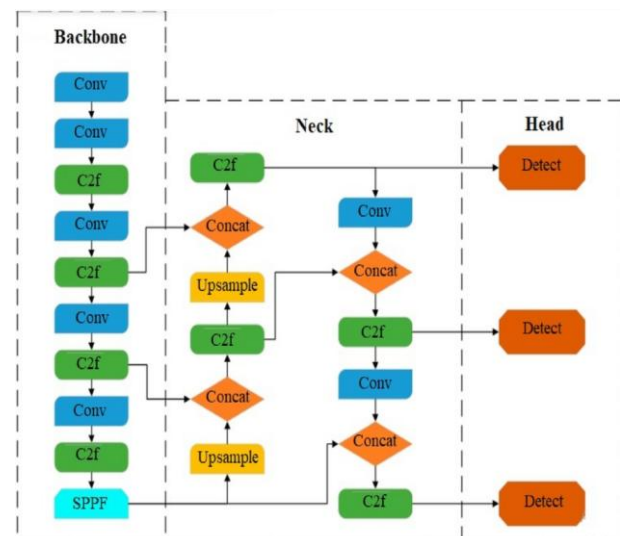 Backbone
Conv
Conv
C2f
Conv
C2f
Conv
C2f
Conv
C2f
SPPF
Neck
C2f
Concat
Upsample
C2f
Concat
Upsample
Conv
Concat
C2f
Conv
Concat
C2f
Head
Detect
Detect
Detect